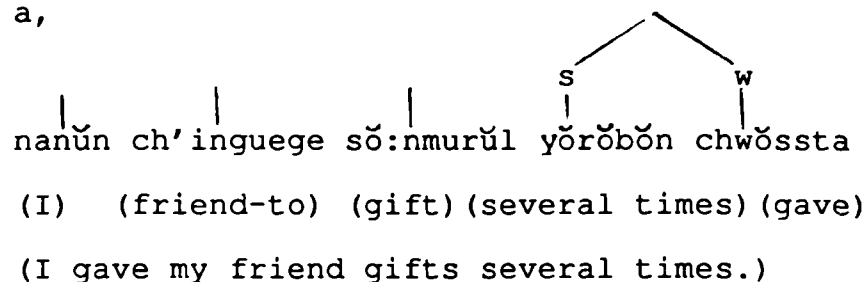 a,
s w
nanŭn ch'inguege sŏ:nmurŭl yŏrŏbŏn chwŏssta
(I) (friend-to) (gift) (several times) (gave)
(I gave my friend gifts several times.)